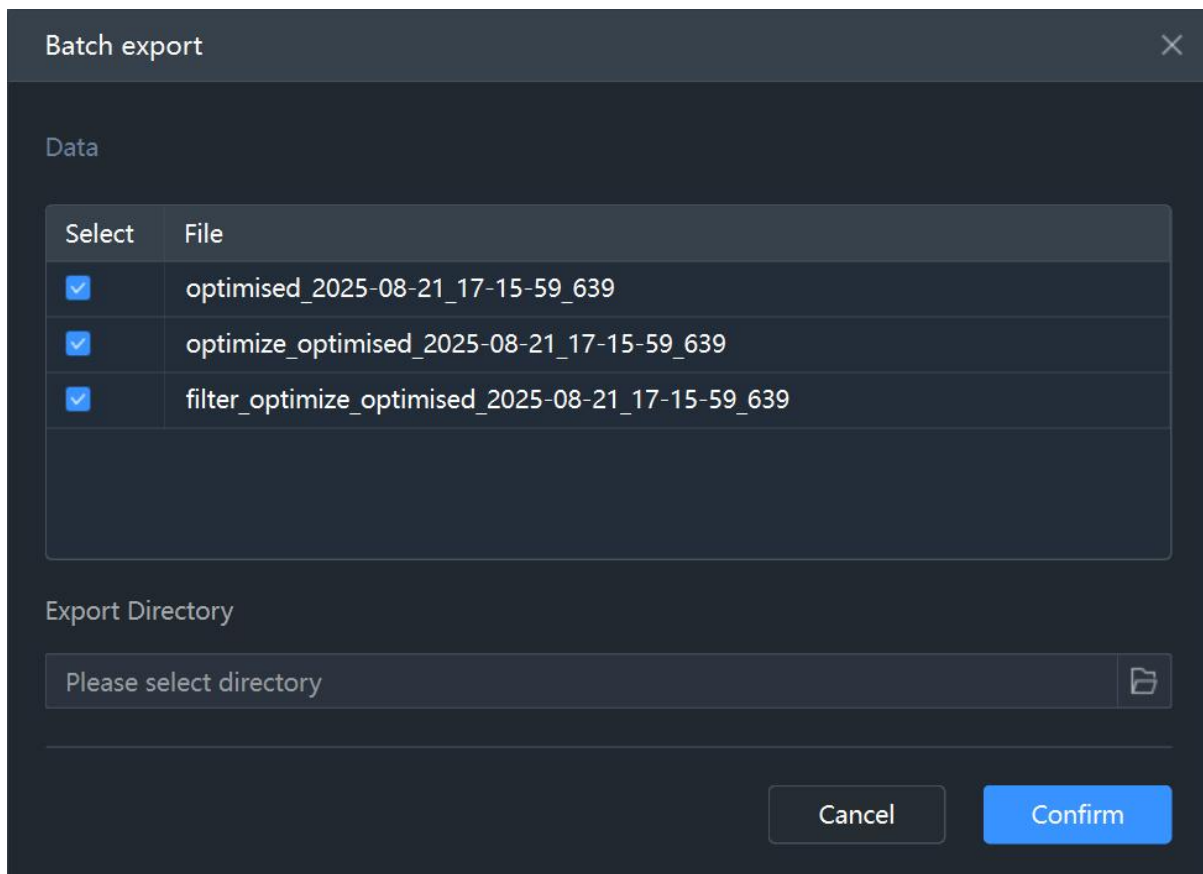 Batch export
Data
Select File
optimised_2025-08-21_17-15-59_639
optimize_optimised_2025-08-21_17-15-59_639
filter_optimize_optimised_2025-08-21_17-15-59_639
Export Directory
Please select directory
Cancel Confirm